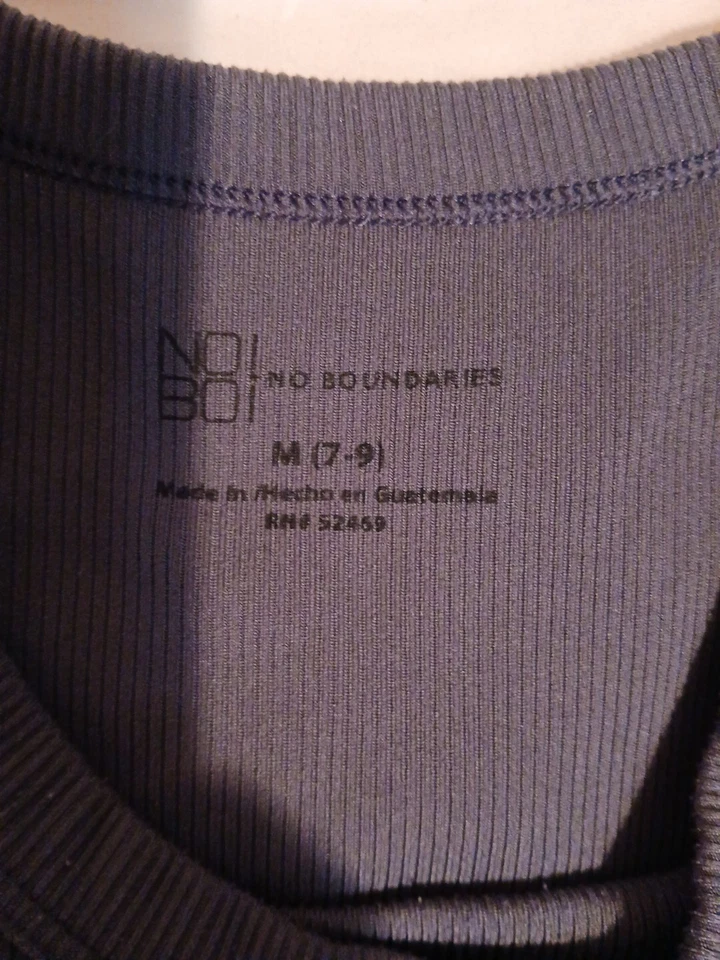 NO
BO
NO BOUNDARIES
M (7-9)
Made in /Hecho en Guatemala
RN# 52469